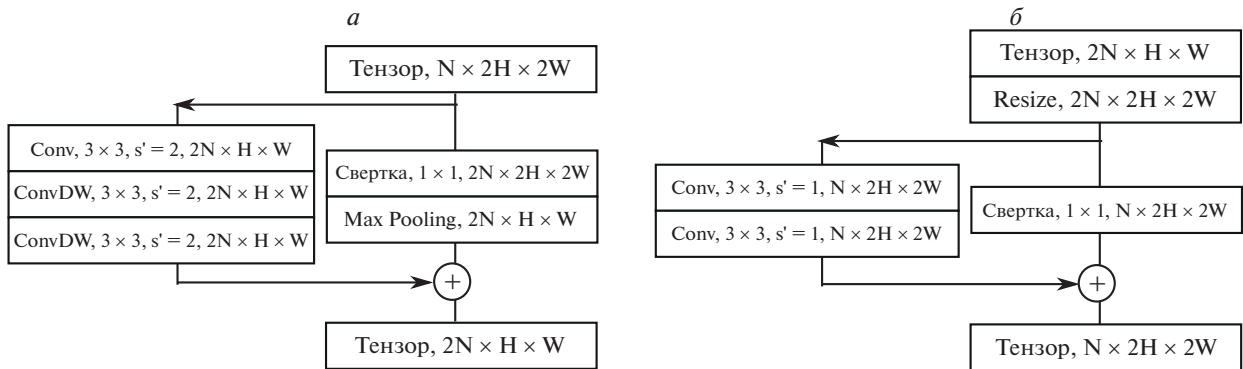 а
Тензор, N × 2H × 2W
Conv, 3 × 3, s' = 2, 2N × H × W
ConvDW, 3 × 3, s' = 2, 2N × H × W
ConvDW, 3 × 3, s' = 2, 2N × H × W
Свертка, 1 × 1, 2N × 2H × 2W
Max Pooling, 2N × H × W
+
Тензор, 2N × H × W
б
Тензор, 2N × H × W
Resize, 2N × 2H × 2W
Conv, 3 × 3, s' = 1, N × 2H × 2W
Conv, 3 × 3, s' = 1, N × 2H × 2W
Свертка, 1 × 1, N × 2H × 2W
+
Тензор, N × 2H × 2W